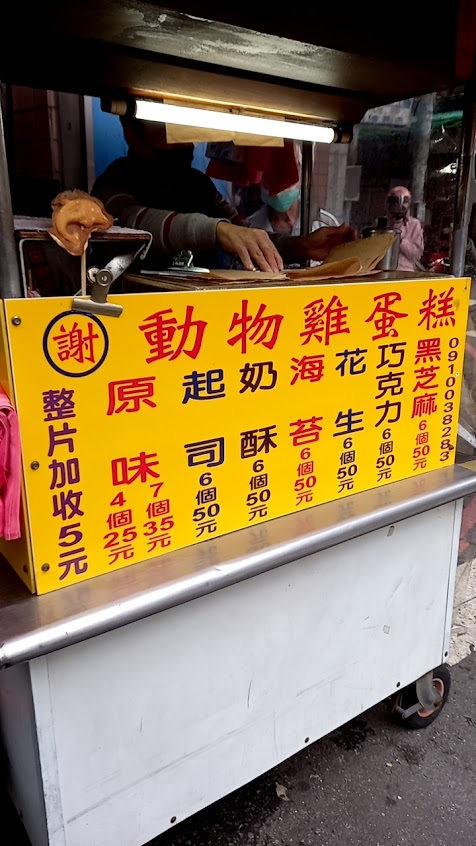 謝 動物雞蛋糕
整片加收5元
原味 4個25元 7個35元
起司 6個50元
奶酥 6個50元
海苔 6個50元
花生 6個50元
巧克力 6個50元
黑芝麻 6個50元
0910038283